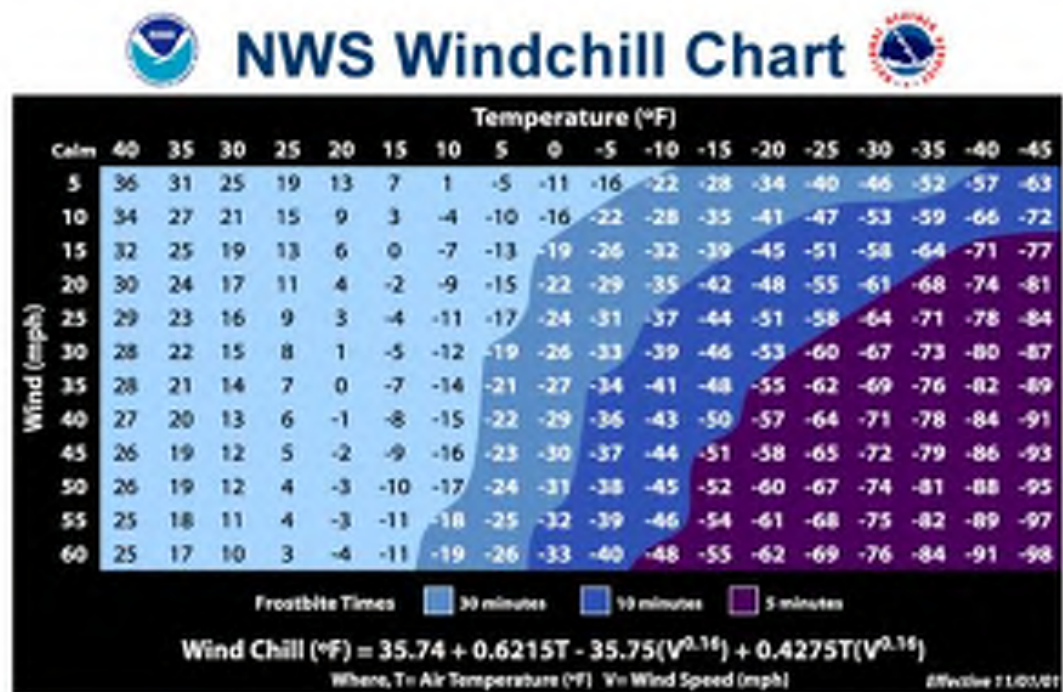 NWS Windchill Chart
Temperature (°F)
Calm 40 35 30 25 20 15 10 5 0 -5 -10 -15 -20 -25 -30 -35 -40 -45
5 36 31 25 19 13 7 1 -5 -11 -16 -22 -28 -34 -40 -46 -52 -57 -63
10 34 27 21 15 9 3 -4 -10 -16 -22 -28 -35 -41 -47 -53 -59 -66 -72
15 32 25 19 13 6 0 -7 -13 -19 -26 -32 -39 -45 -51 -58 -64 -71 -77
20 30 24 17 11 4 -2 -9 -15 -22 -29 -35 -42 -48 -55 -61 -68 -74 -81
25 29 23 16 9 3 -4 -11 -17 -24 -31 -37 -44 -51 -58 -64 -71 -78 -84
30 28 22 15 8 1 -5 -12 -19 -26 -33 -39 -46 -53 -60 -67 -73 -80 -87
35 28 21 14 7 0 -7 -14 -21 -27 -34 -41 -48 -55 -62 -69 -76 -82 -89
40 27 20 13 6 -1 -8 -15 -22 -29 -36 -43 -50 -57 -64 -71 -78 -84 -91
45 26 19 12 5 -2 -9 -16 -23 -30 -37 -44 -51 -58 -65 -72 -79 -86 -93
50 26 19 12 4 -3 -10 -17 -24 -31 -38 -45 -52 -60 -67 -74 -81 -88 -95
55 25 18 11 4 -3 -11 -18 -25 -32 -39 -46 -54 -61 -68 -75 -82 -89 -97
60 25 17 10 3 -4 -11 -19 -26 -33 -40 -48 -55 -62 -69 -76 -84 -91 -98
Wind (mph)
Frostbite Times 30 minutes 10 minutes 5 minutes
Wind Chill (°F) = 35.74 + 0.6215T - 35.75(V^0.16) + 0.4275T(V^0.16)
Where, T= Air Temperature (°F) V= Wind Speed (mph)
Effective